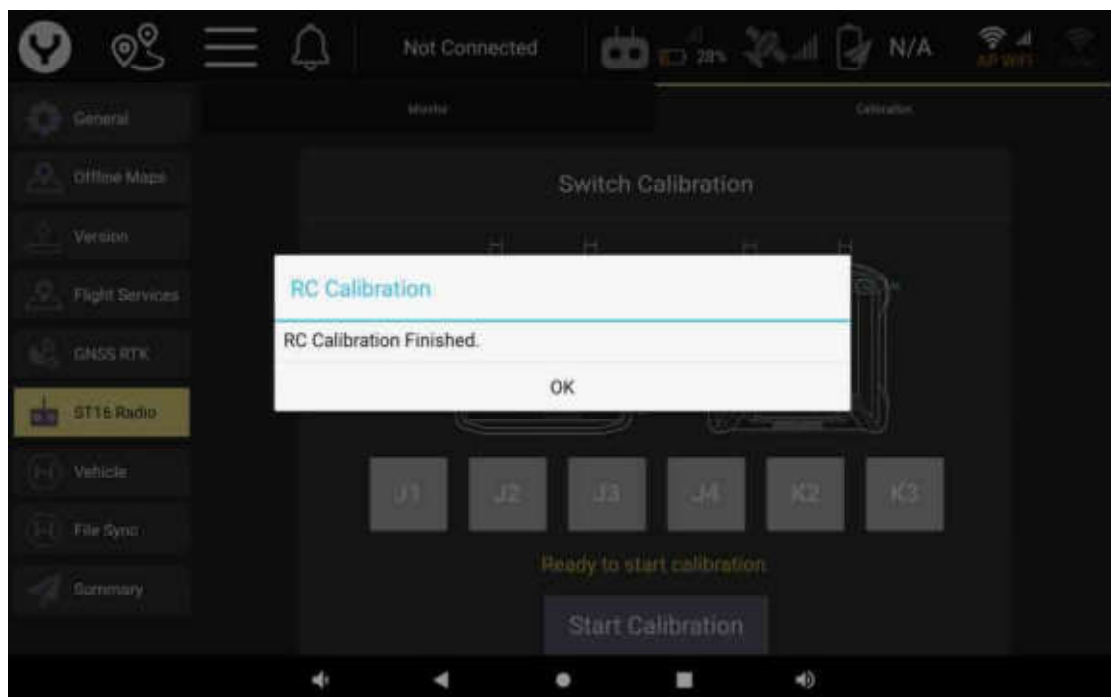 Not Connected
28%
N/A
AP WIFI
Monitor
Calibration
General
Offline Maps
Version
Flight Services
GNSS RTK
ST16 Radio
Vehicle
File Sync
Summary
Switch Calibration
RC Calibration
RC Calibration Finished.
OK
J1 J2 J3 J4 K2 K3
Ready to start calibration
Start Calibration